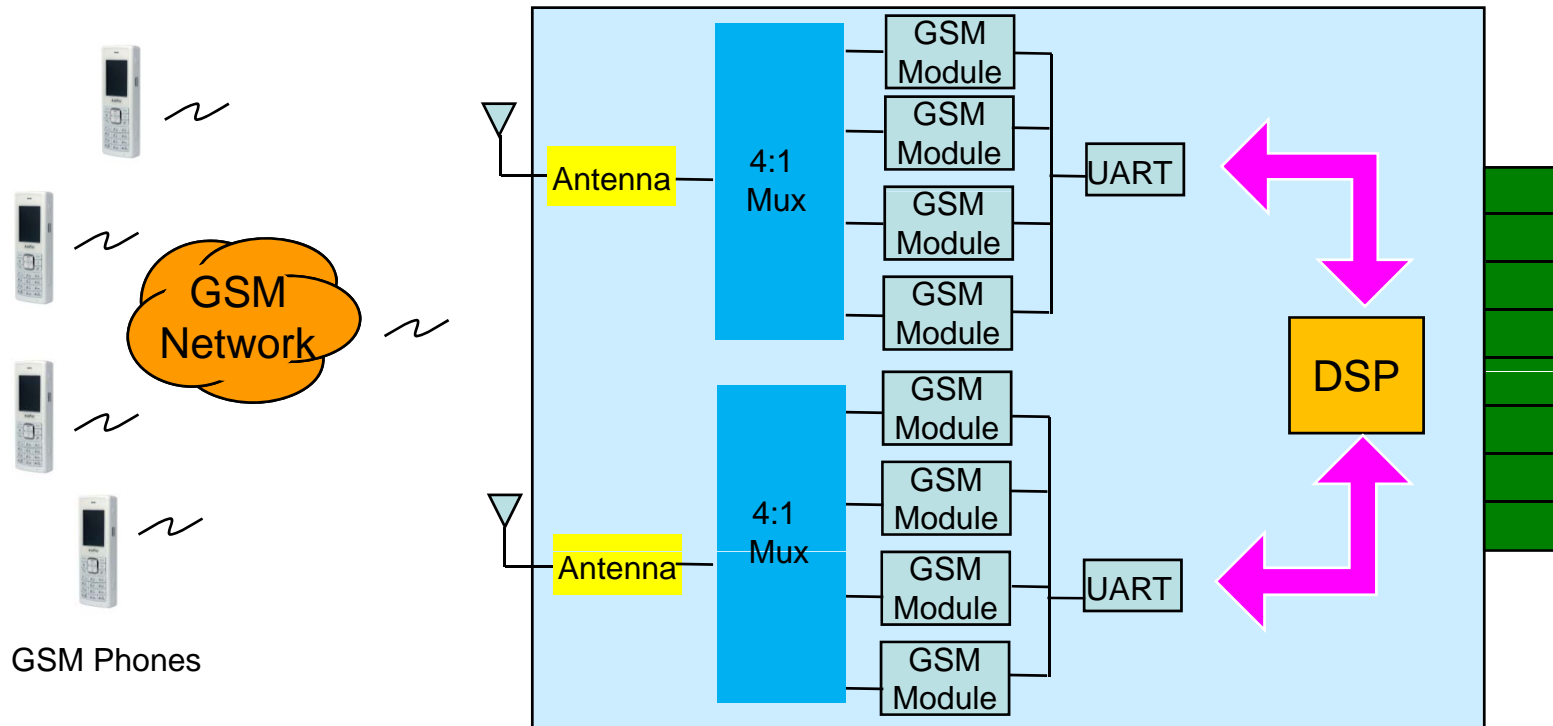 GSM
Module
GSM
Module
GSM
Module
GSM
Module
4:1
Mux
Antenna
UART
GSM
Network
DSP
GSM
Module
GSM
Module
GSM
Module
GSM
Module
4:1
Mux
Antenna
UART
GSM Phones